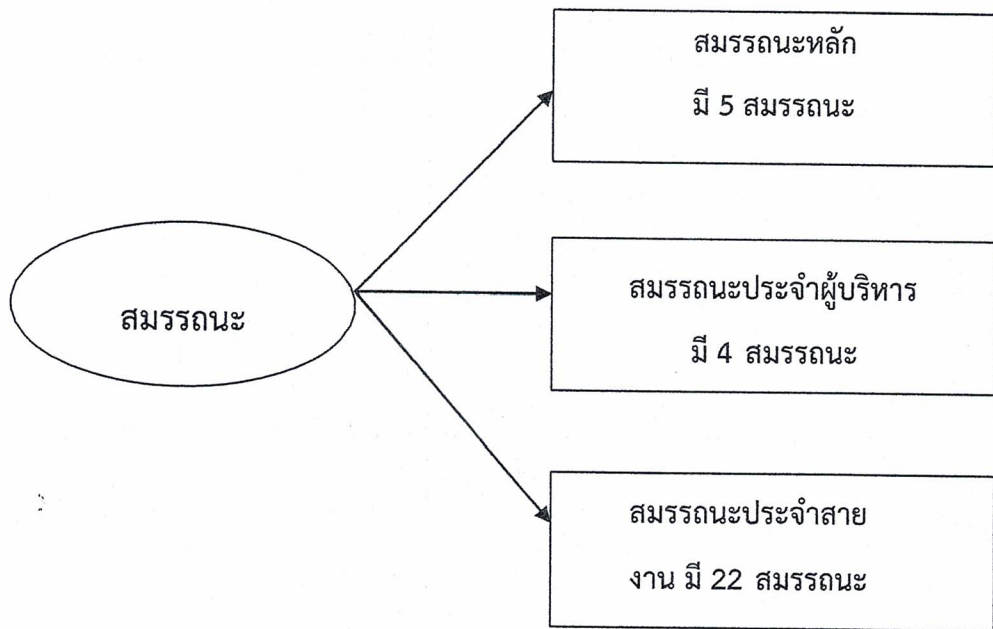 สมรรถนะหลัก
มี 5 สมรรถนะ
สมรรถนะ
สมรรถนะประจำผู้บริหาร
มี 4 สมรรถนะ
สมรรถนะประจำสาย
งาน มี 22 สมรรถนะ